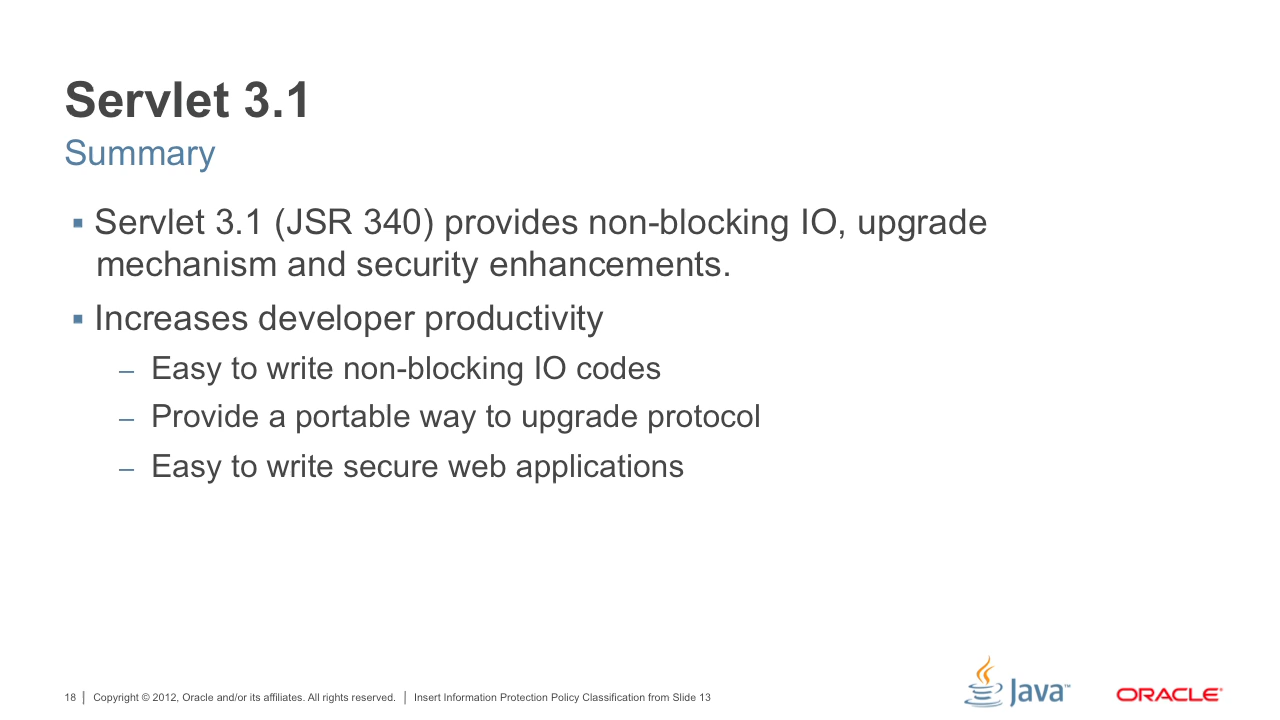 Servlet 3.1
Summary
▪ Servlet 3.1 (JSR 340) provides non-blocking IO, upgrade
mechanism and security enhancements.
▪ Increases developer productivity
– Easy to write non-blocking IO codes
– Provide a portable way to upgrade protocol
– Easy to write secure web applications
18 | Copyright © 2012, Oracle and/or its affiliates. All rights reserved. | Insert Information Protection Policy Classification from Slide 13
Java™
ORACLE®